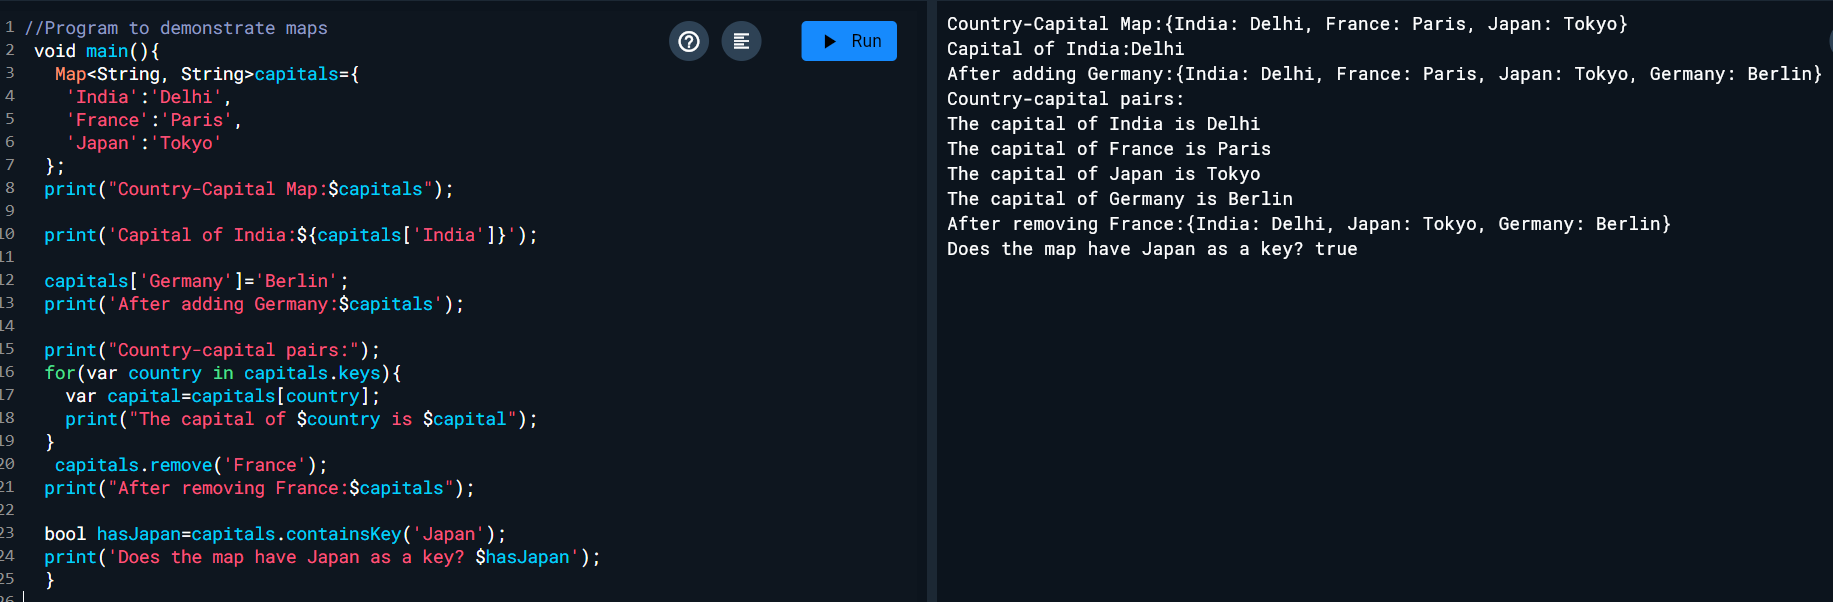 1 //Program to demonstrate maps
2 void main(){
3 Map<String, String>capitals={
4 'India':'Delhi',
5 'France':'Paris',
6 'Japan':'Tokyo'
7 };
8 print("Country-Capital Map:$capitals");
9
10 print('Capital of India:${capitals['India']}');
11
12 capitals['Germany']='Berlin';
13 print('After adding Germany:$capitals');
14
15 print("Country-capital pairs:");
16 for(var country in capitals.keys){
17 var capital=capitals[country];
18 print("The capital of $country is $capital");
19 }
20 capitals.remove('France');
21 print("After removing France:$capitals");
22
23 bool hasJapan=capitals.containsKey('Japan');
24 print('Does the map have Japan as a key? $hasJapan');
25 }
26
Run
Country-Capital Map:{India: Delhi, France: Paris, Japan: Tokyo}
Capital of India:Delhi
After adding Germany:{India: Delhi, France: Paris, Japan: Tokyo, Germany: Berlin}
Country-capital pairs:
The capital of India is Delhi
The capital of France is Paris
The capital of Japan is Tokyo
The capital of Germany is Berlin
After removing France:{India: Delhi, Japan: Tokyo, Germany: Berlin}
Does the map have Japan as a key? true